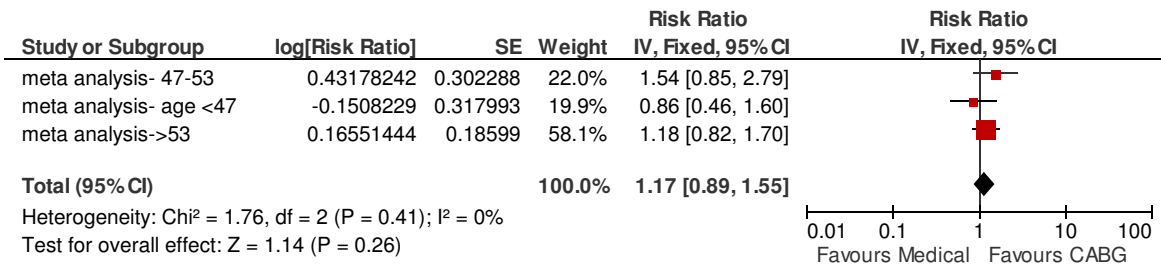 Risk Ratio Risk Ratio
Study or Subgroup log[Risk Ratio] SE Weight IV, Fixed, 95% CI IV, Fixed, 95% CI
meta analysis- 47-53 0.43178242 0.302288 22.0% 1.54 [0.85, 2.79]
meta analysis- age <47 -0.1508229 0.317993 19.9% 0.86 [0.46, 1.60]
meta analysis->53 0.16551444 0.18599 58.1% 1.18 [0.82, 1.70]
Total (95% CI) 100.0% 1.17 [0.89, 1.55]
Heterogeneity: Chi² = 1.76, df = 2 (P = 0.41); I² = 0%
Test for overall effect: Z = 1.14 (P = 0.26)
0.01 0.1 1 10 100
Favours Medical Favours CABG